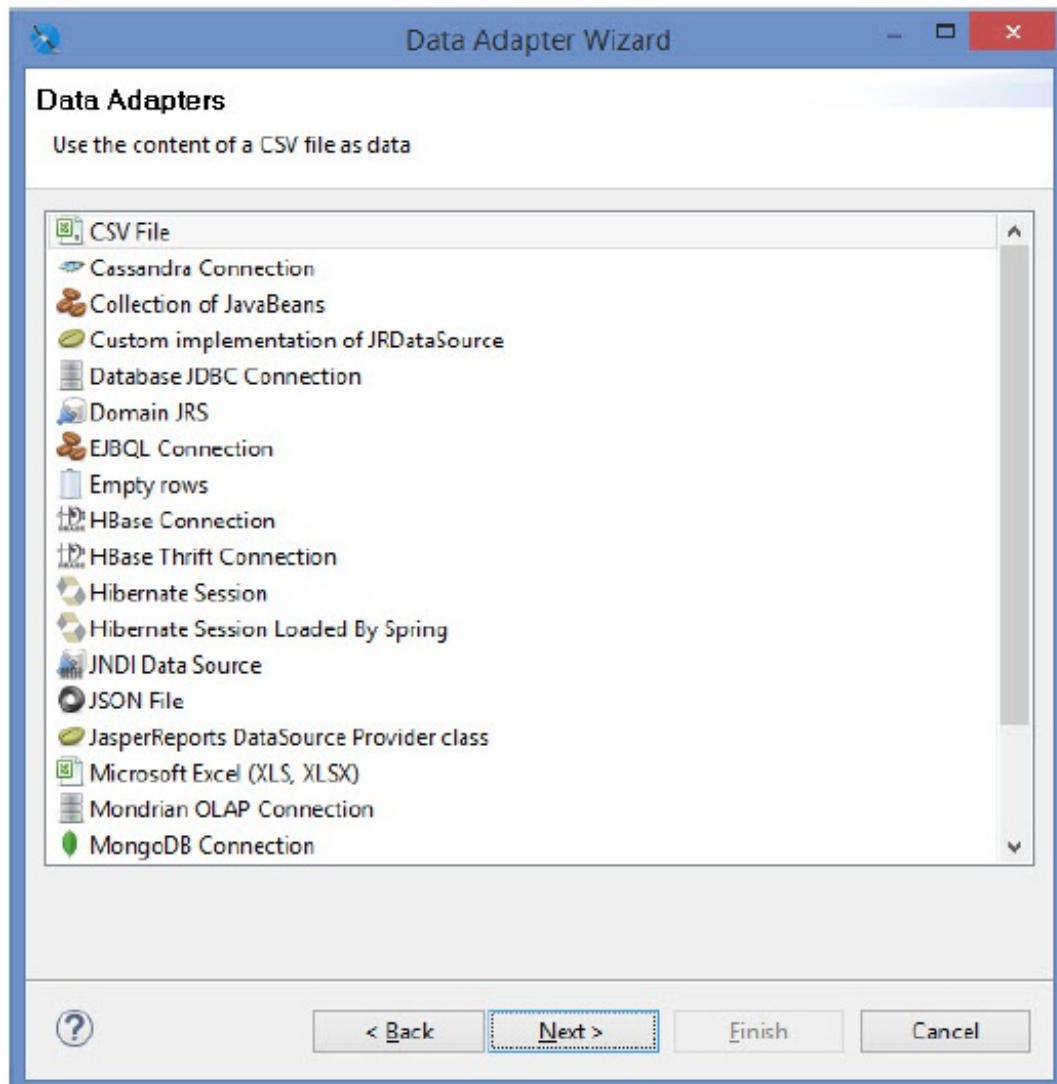 Data Adapter Wizard
Data Adapters
Use the content of a CSV file as data
CSV File
Cassandra Connection
Collection of JavaBeans
Custom implementation of JRDataSource
Database JDBC Connection
Domain JRS
EJBQL Connection
Empty rows
HBase Connection
HBase Thrift Connection
Hibernate Session
Hibernate Session Loaded By Spring
JNDI Data Source
JSON File
JasperReports DataSource Provider class
Microsoft Excel (XLS, XLSX)
Mondrian OLAP Connection
MongoDB Connection
? < Back Next > Finish Cancel